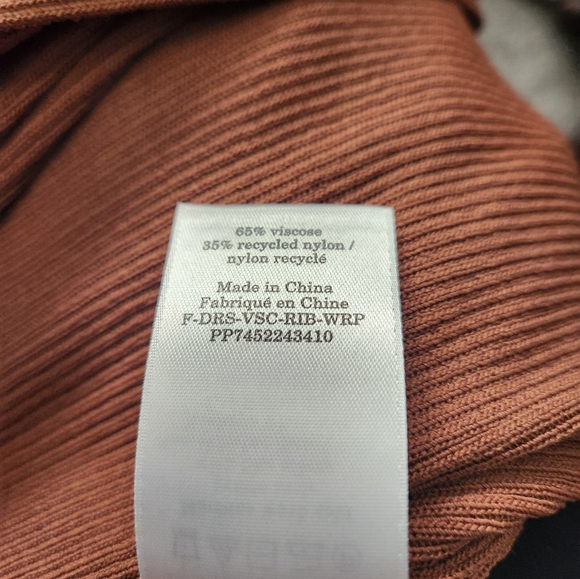 65% viscose
35% recycled nylon /
nylon recyclé
Made in China
Fabriqué en Chine
F-DRS-VSC-RIB-WRP
PP7452243410